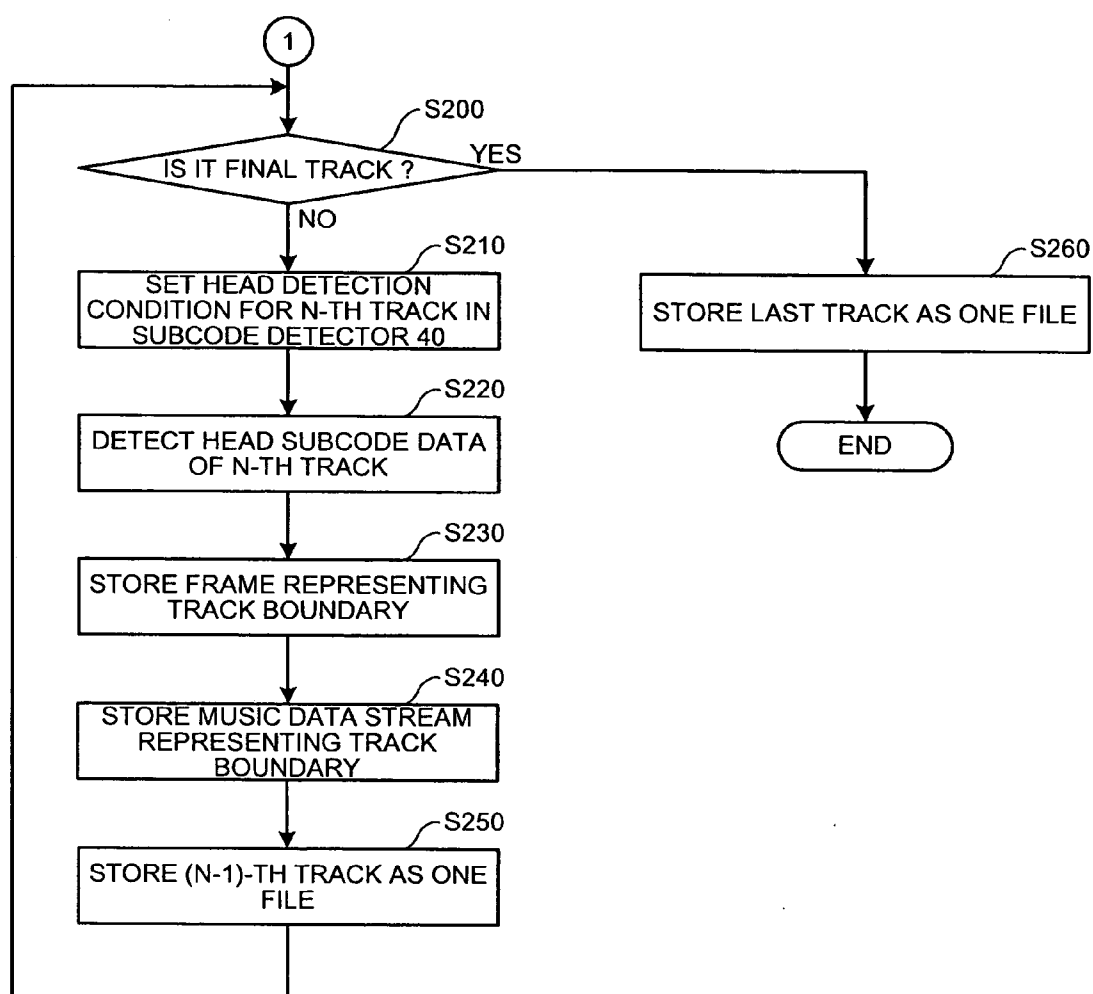 1
S200
IS IT FINAL TRACK ?
YES
NO
S210
SET HEAD DETECTION
CONDITION FOR N-TH TRACK IN
SUBCODE DETECTOR 40
S260
STORE LAST TRACK AS ONE FILE
S220
DETECT HEAD SUBCODE DATA
OF N-TH TRACK
END
S230
STORE FRAME REPRESENTING
TRACK BOUNDARY
S240
STORE MUSIC DATA STREAM
REPRESENTING TRACK
BOUNDARY
S250
STORE (N-1)-TH TRACK AS ONE
FILE